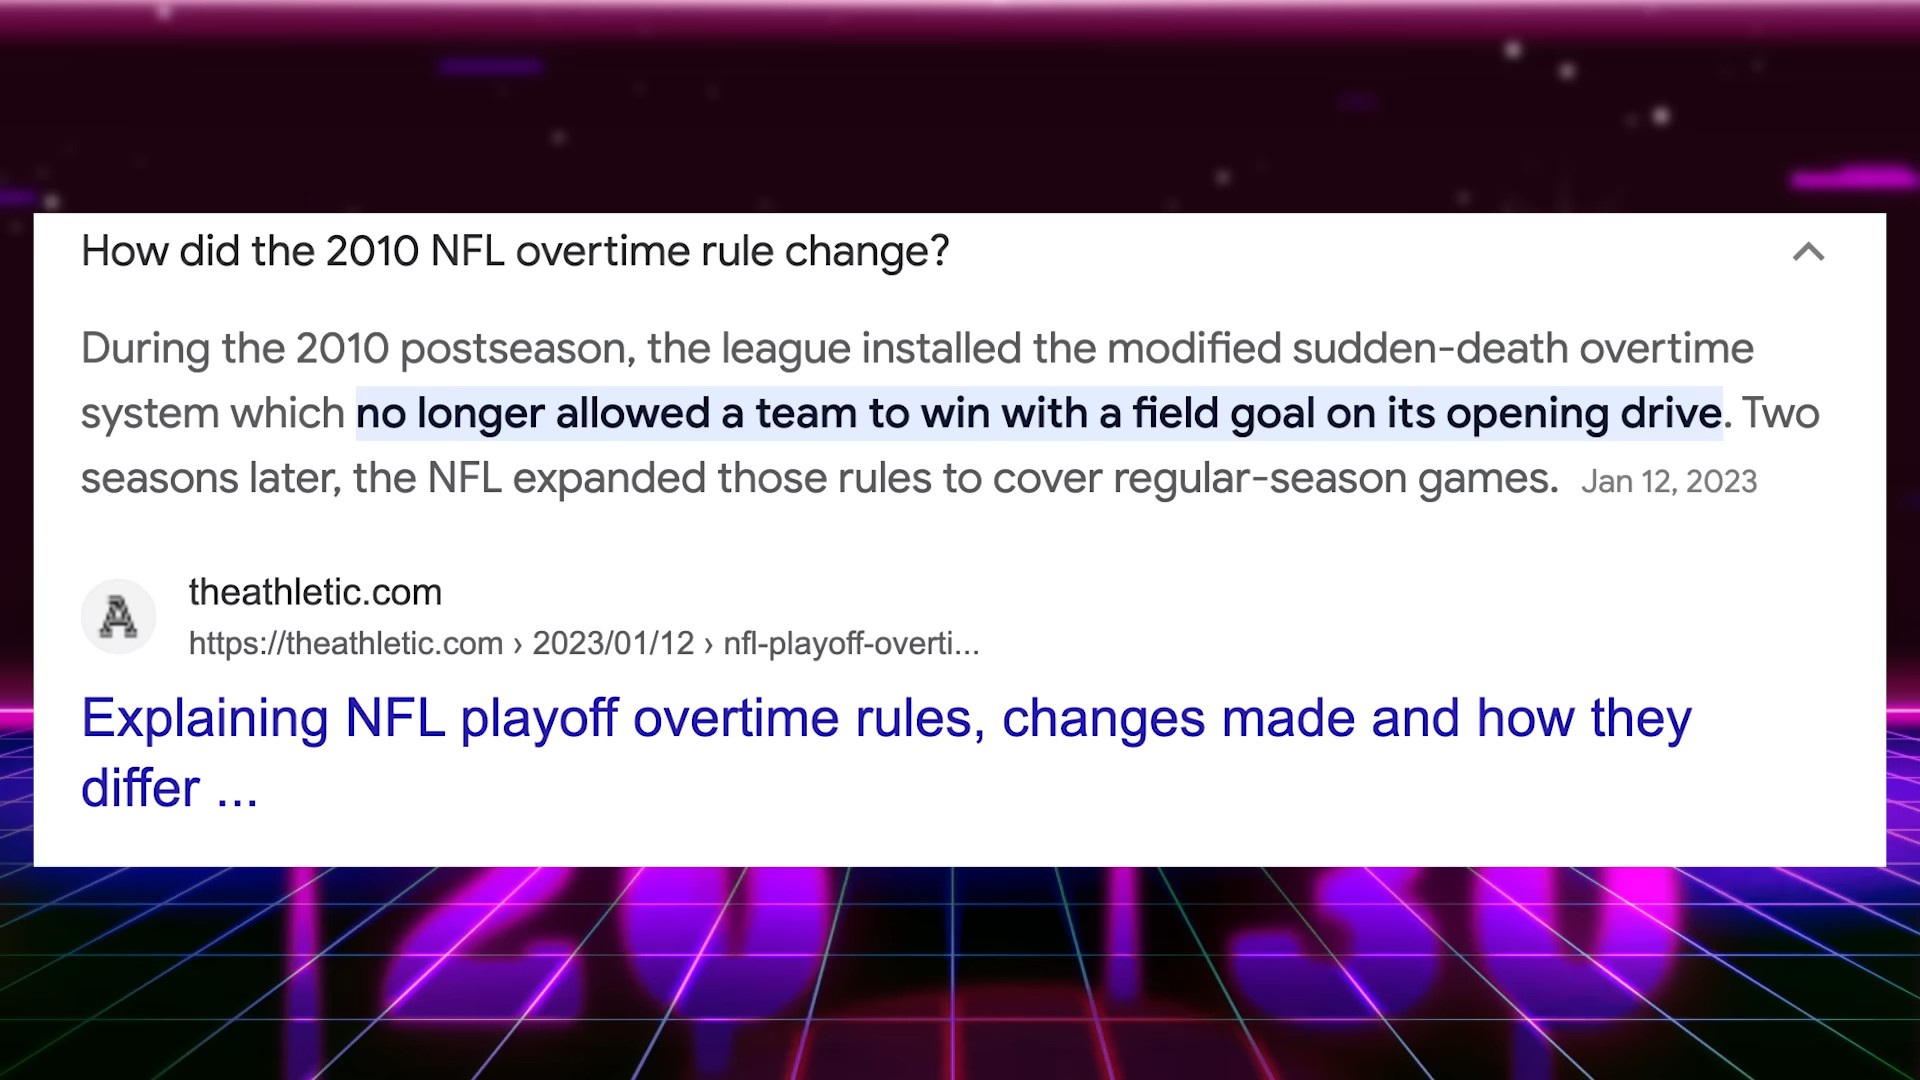 How did the 2010 NFL overtime rule change?
During the 2010 postseason, the league installed the modified sudden-death overtime
system which no longer allowed a team to win with a field goal on its opening drive. Two
seasons later, the NFL expanded those rules to cover regular-season games. Jan 12, 2023
A
theathletic.com
https://theathletic.com › 2023/01/12 › nfl-playoff-overti...
Explaining NFL playoff overtime rules, changes made and how they
differ ...
20 30